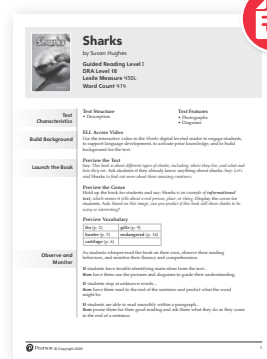 Sharks
Sharks
by Susan Hughes
Guided Reading Level I
DRA Level 16
Lexile Measure 450L
Word Count 414
Text Characteristics
Text Structure
• Description
Text Features
• Photographs
• Diagrams
Build Background
ELL Access Video
Use the interactive video in the Sharks digital leveled reader to engage students,
to support language development, to activate prior knowledge, and to build
background for the text.
Launch the Book
Preview the Text
Say: This book is about different types of sharks, including where they live, and what and
how they eat. Ask students if they already know anything about sharks. Say: Let's
read Sharks to find out more about these amazing creatures.
Preview the Genre
Hold up the book for students and say: Sharks is an example of informational
text, which means it tells about a real person, place, or thing. Display the cover for
students. Ask: Based on this image, can you predict if this book will show sharks to be
scary or interesting?
Preview Vocabulary
fin (p. 2) gills (p. 9)
hunter (p. 3) endangered (p. 16)
cartilage (p. 6)
Observe and Monitor
As students whisper-read the book on their own, observe their reading
behaviors, and monitor their fluency and comprehension.
If students have trouble identifying main ideas from the text...
then have them use the pictures and diagrams to guide their understanding.
If students stop at unknown words...
then have them read to the end of the sentence and predict what the word
might be.
If students are able to read smoothly within a paragraph...
then praise them for their good reading and ask them what they do as they come
to the end of a sentence.
Pearson © Copyright 2020
1